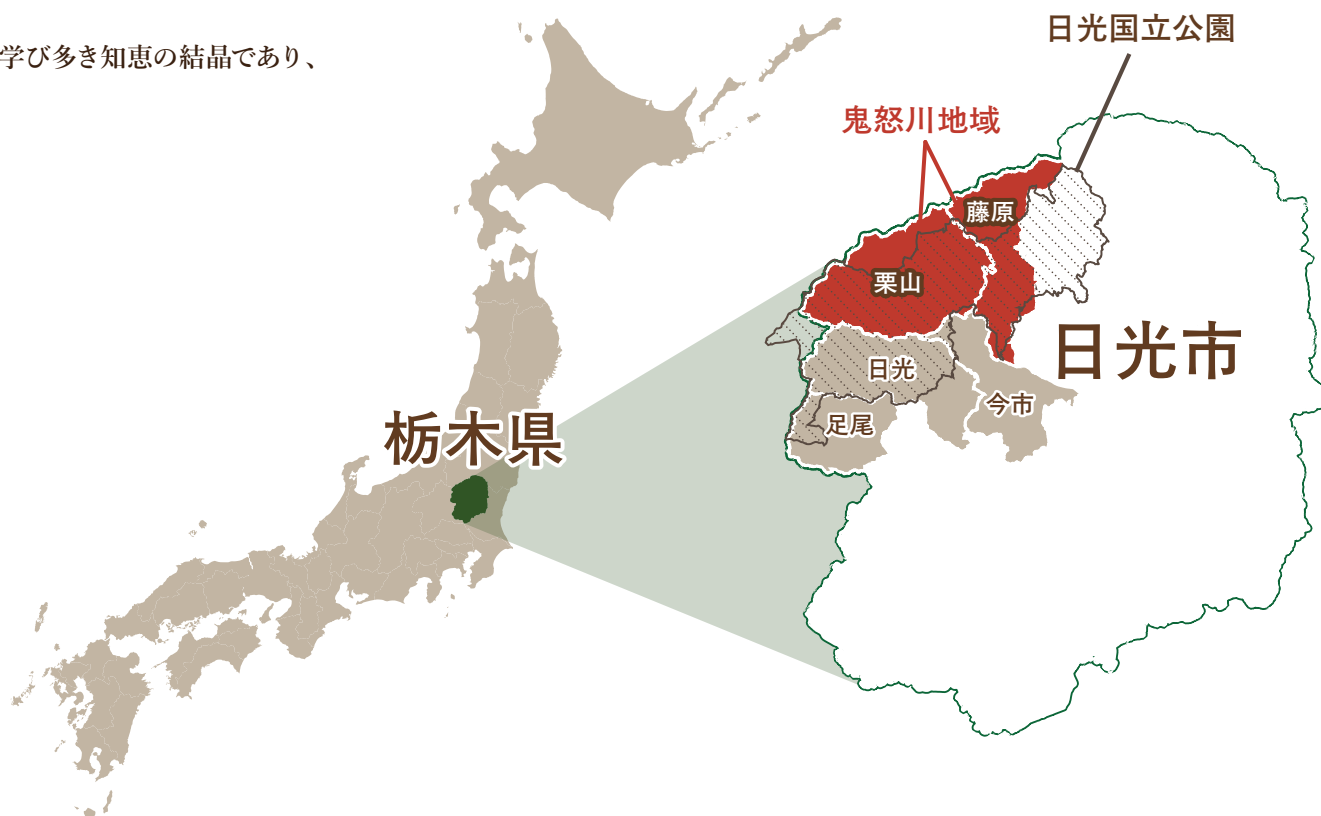 学び多き知恵の結晶であり、
日光国立公園
鬼怒川地域
藤原
栗山
日光市
日光
今市
足尾
栃木県